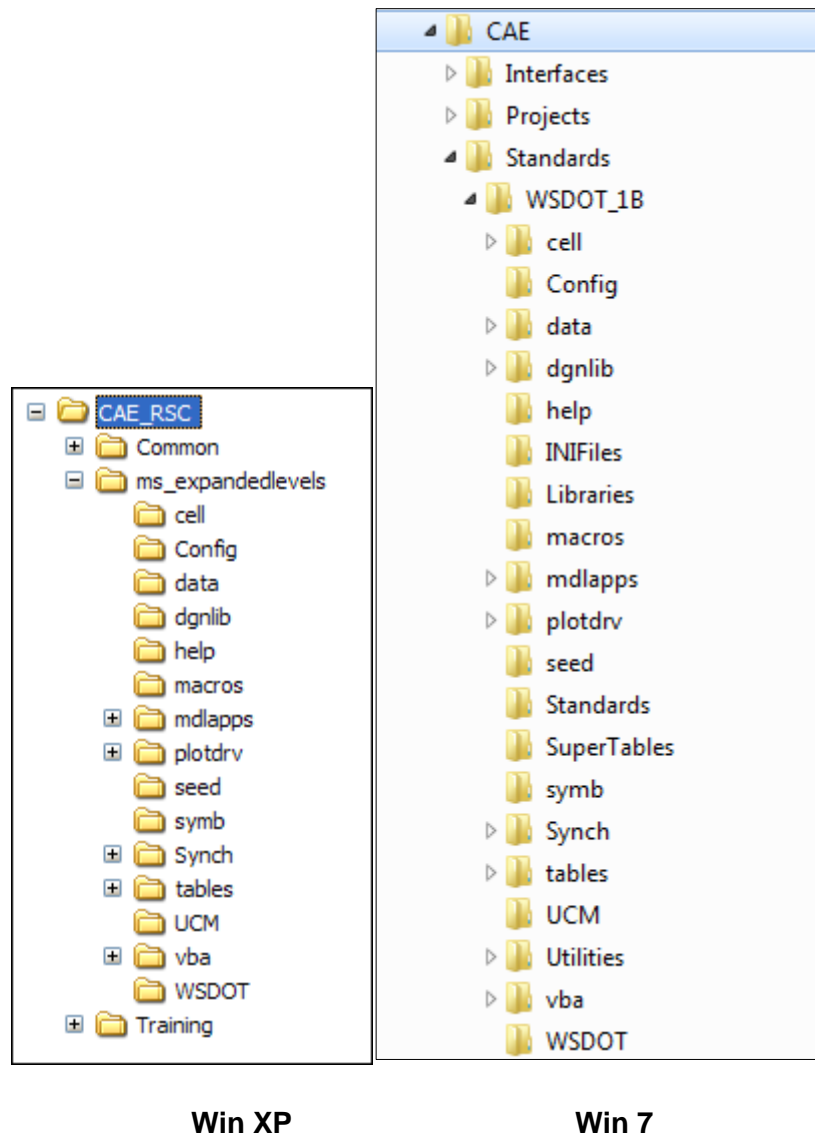 CAE_RSC
Common
ms_expandedlevels
cell
Config
data
dgnlib
help
macros
mdlapps
plotdrv
seed
symb
Synch
tables
UCM
vba
WSDOT
Training
Win XP
CAE
Interfaces
Projects
Standards
WSDOT_1B
cell
Config
data
dgnlib
help
INIFiles
Libraries
macros
mdlapps
plotdrv
seed
Standards
SuperTables
symb
Synch
tables
UCM
Utilities
vba
WSDOT
Win 7